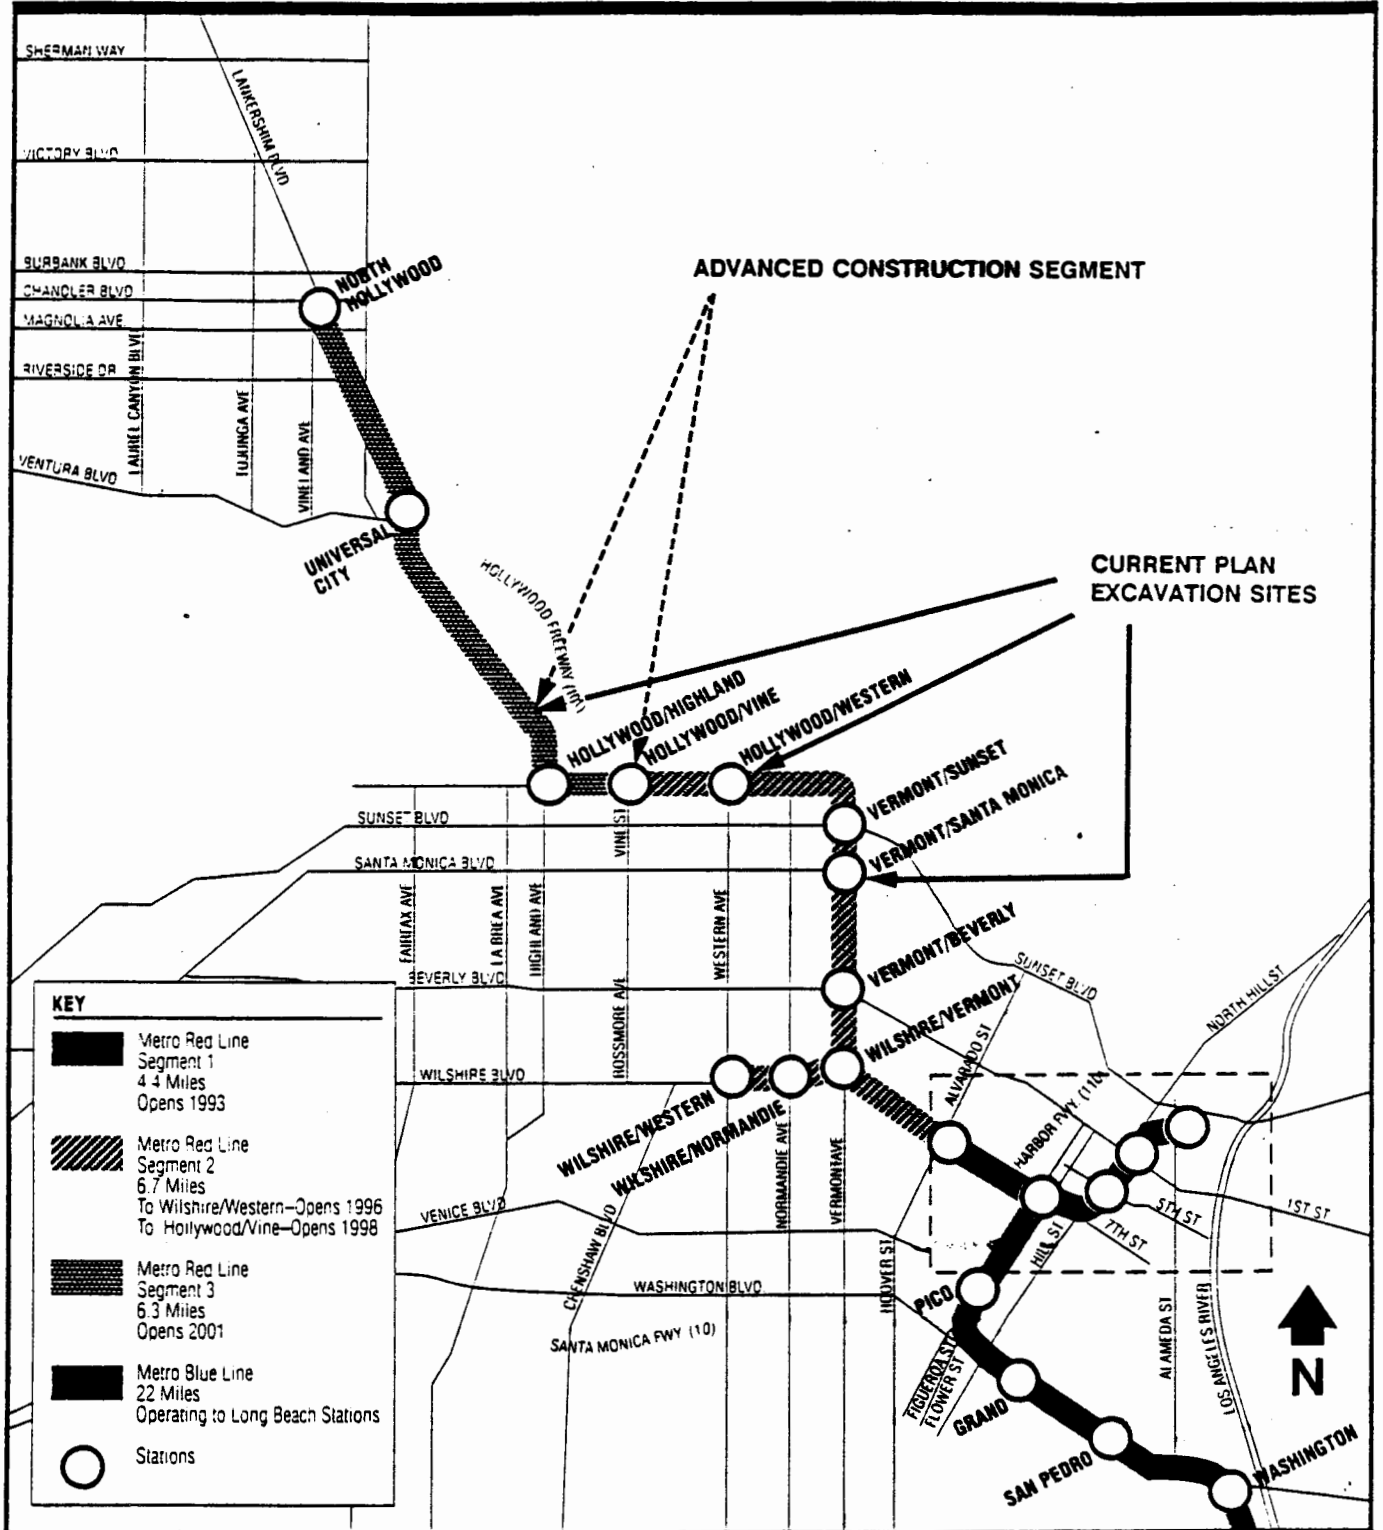 SHERMAN WAY
LANKERSHIM BLVD
VICTORY BLVD
BURBANK BLVD
CHANDLER BLVD
MAGNOLIA AVE
RIVERSIDE DR
NORTH
HOLLYWOOD
LAUREL CANYON BLVD
TUJUNGA AVE
VINELAND AVE
VENTURA BLVD
UNIVERSAL
CITY
ADVANCED CONSTRUCTION SEGMENT
HOLLYWOOD FREEWAY (101)
CURRENT PLAN
EXCAVATION SITES
HOLLYWOOD/HIGHLAND
HOLLYWOOD/VINE
HOLLYWOOD/WESTERN
VERMONT/SUNSET
VERMONT/SANTA MONICA
SUNSET BLVD
VINE ST
SANTA MONICA BLVD
FAIRFAX AVE
LA BREA AVE
HIGHLAND AVE
WESTERN AVE
VERMONT/BEVERLY
BEVERLY BLVD
ROSSMORE AVE
SUNSET BLVD
NORTH HILL ST
WILSHIRE/VERMONT
ALVARADO ST
WILSHIRE BLVD
HARBOR FWY. (110)
WILSHIRE/WESTERN
WILSHIRE/NORMANDIE
NORMANDIE AVE
VERMONT AVE
VENICE BLVD
CRENSHAW BLVD
HOOVER ST
HILL ST
7TH ST
5TH ST
1ST ST
WASHINGTON BLVD
SANTA MONICA FWY (10)
PICO
FIGUEROA ST
FLOWER ST
GRAND
SAN PEDRO
WASHINGTON
ALAMEDA ST
LOS ANGELES RIVER
N
KEY
Metro Red Line
Segment 1
4.4 Miles
Opens 1993
Metro Red Line
Segment 2
6.7 Miles
To Wilshire/Western–Opens 1996
To Hollywood/Vine–Opens 1998
Metro Red Line
Segment 3
6.3 Miles
Opens 2001
Metro Blue Line
22 Miles
Operating to Long Beach Stations
Stations